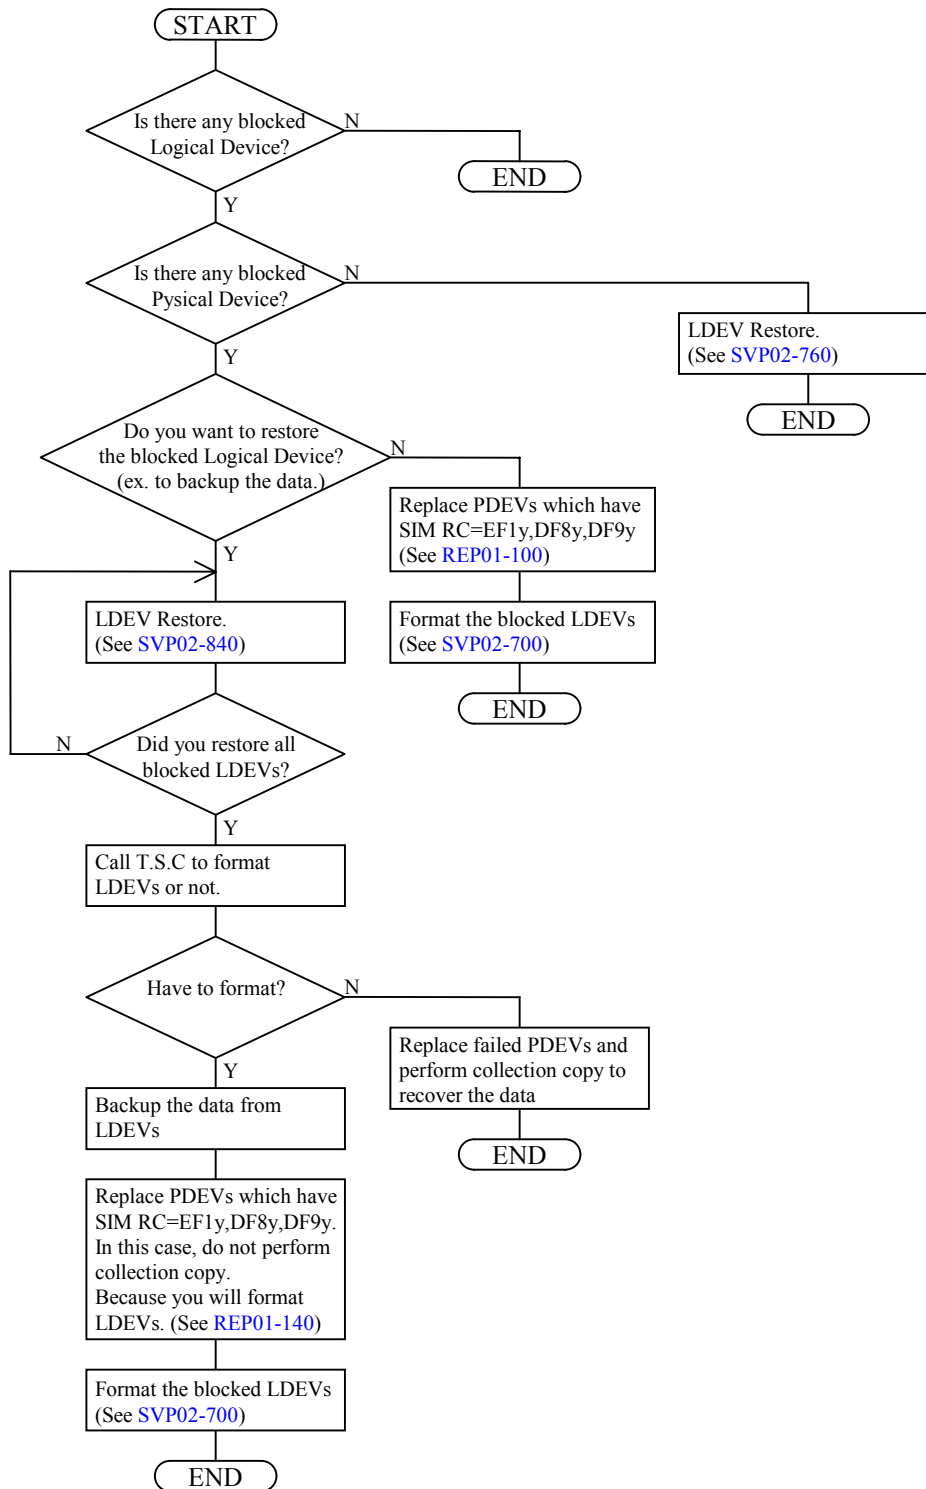 START
Is there any blocked
Logical Device?
N
END
Y
Is there any blocked
Pysical Device?
N
LDEV Restore.
(See SVP02-760)
END
Y
Do you want to restore
the blocked Logical Device?
(ex. to backup the data.)
N
Replace PDEVs which have
SIM RC=EF1y,DF8y,DF9y
(See REP01-100)
Format the blocked LDEVs
(See SVP02-700)
END
Y
LDEV Restore.
(See SVP02-840)
Did you restore all
blocked LDEVs?
N
Y
Call T.S.C to format
LDEVs or not.
Have to format?
N
Replace failed PDEVs and
perform collection copy to
recover the data
END
Y
Backup the data from
LDEVs
Replace PDEVs which have
SIM RC=EF1y,DF8y,DF9y.
In this case, do not perform
collection copy.
Because you will format
LDEVs. (See REP01-140)
Format the blocked LDEVs
(See SVP02-700)
END